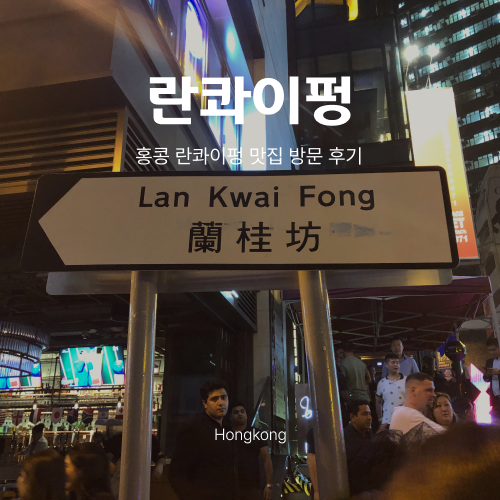 란콰이펑
홍콩 란콰이펑 맛집 방문 후기
Lan Kwai Fong
蘭桂坊
Hongkong